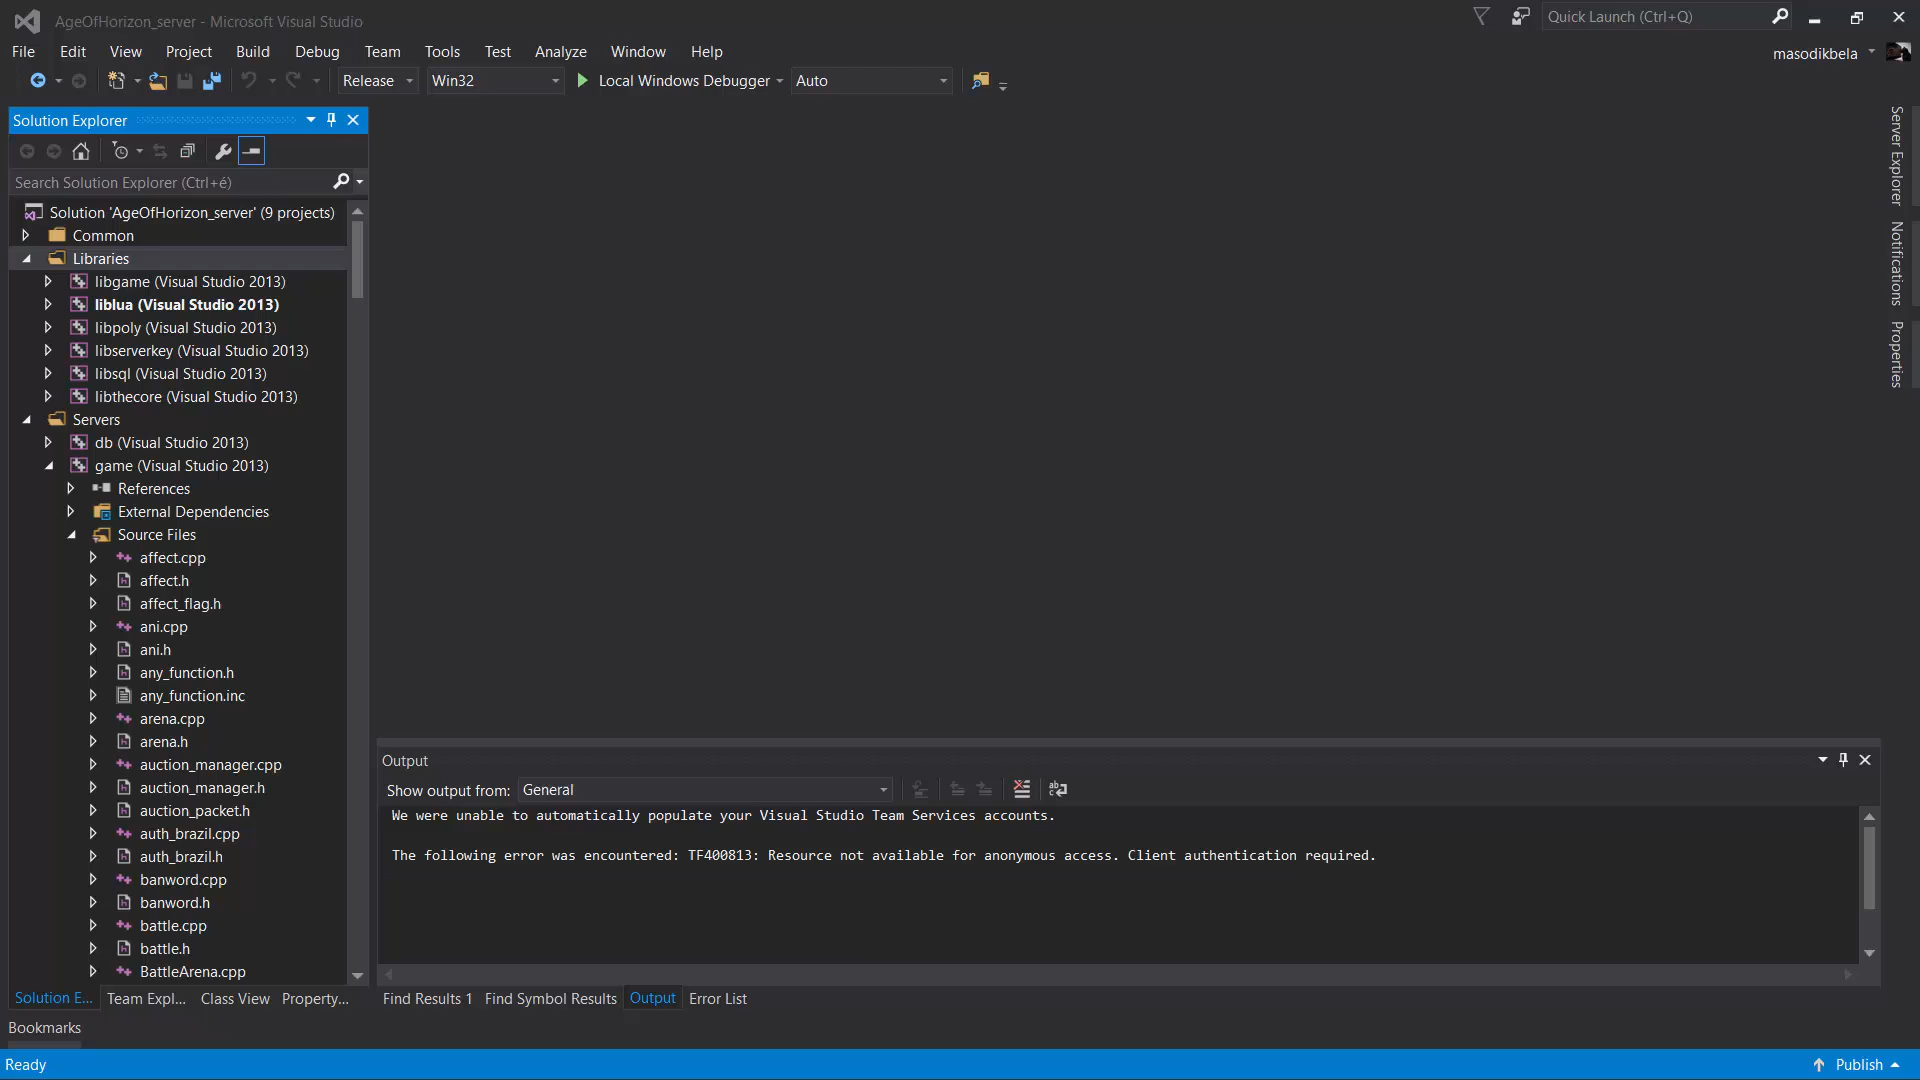 AgeOfHorizon_server - Microsoft Visual Studio
Quick Launch (Ctrl+Q)
File Edit View Project Build Debug Team Tools Test Analyze Window Help
masodikbela
Release Win32 Local Windows Debugger Auto
Solution Explorer
Search Solution Explorer (Ctrl+é)
Solution 'AgeOfHorizon_server' (9 projects)
Common
Libraries
libgame (Visual Studio 2013)
liblua (Visual Studio 2013)
libpoly (Visual Studio 2013)
libserverkey (Visual Studio 2013)
libsql (Visual Studio 2013)
libthecore (Visual Studio 2013)
Servers
db (Visual Studio 2013)
game (Visual Studio 2013)
References
External Dependencies
Source Files
affect.cpp
affect.h
affect_flag.h
ani.cpp
ani.h
any_function.h
any_function.inc
arena.cpp
arena.h
auction_manager.cpp
auction_manager.h
auction_packet.h
auth_brazil.cpp
auth_brazil.h
banword.cpp
banword.h
battle.cpp
battle.h
BattleArena.cpp
Solution E... Team Expl... Class View Property...
Bookmarks
Output
Show output from: General
We were unable to automatically populate your Visual Studio Team Services accounts.
The following error was encountered: TF400813: Resource not available for anonymous access. Client authentication required.
Find Results 1 Find Symbol Results Output Error List
Server Explorer
Notifications
Properties
Ready
Publish